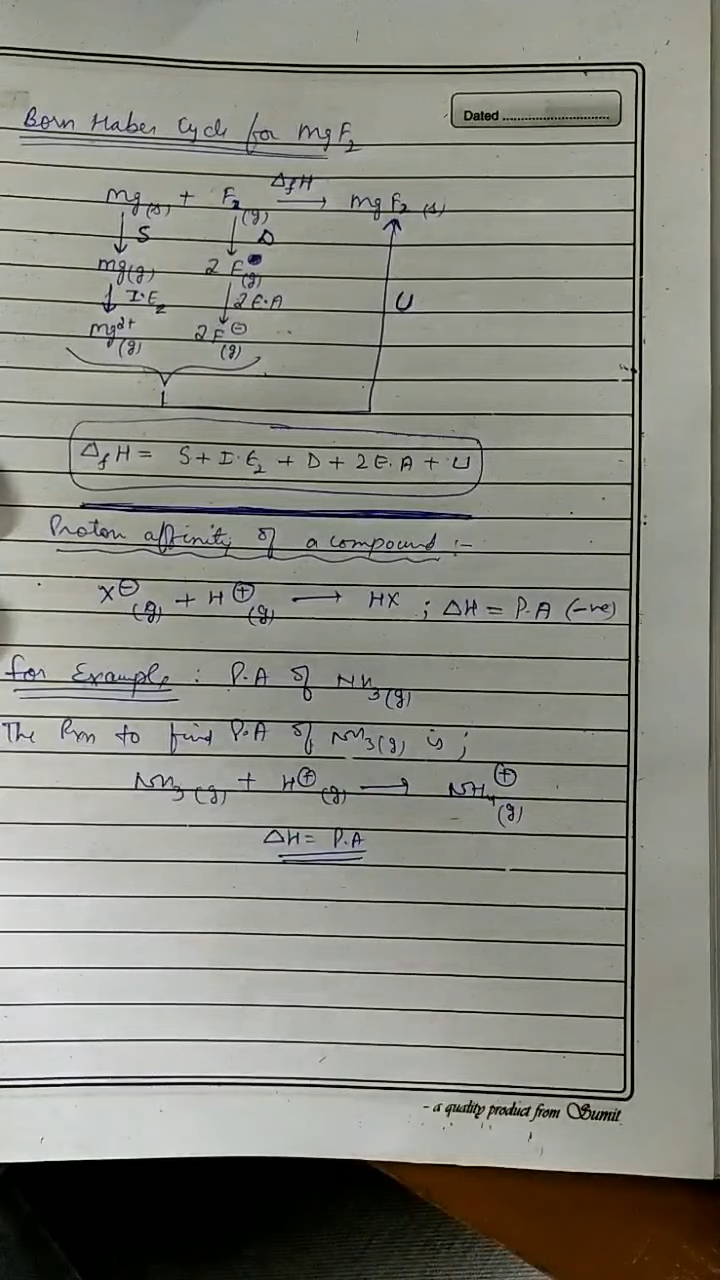 Dated ..............................
Born Haber Cycle for MgF₂
Mg(s) + F₂(g) → MgF₂(s)
ΔfH
S D
Mg(g) 2F(g)
I.E₂ 2E.A U
Mg²⁺(g) 2F⊖(g)
ΔfH = S + I.E₂ + D + 2E.A + U
Proton affinity of a compound :-
X⊖(g) + H⊕(g) → HX ; ΔH = P.A (-ve)
for Example : P.A of NH₃(g)
The Rxn to find P.A of NH₃(g) is ;
NH₃(g) + H⊕(g) → NH₄⊕(g)
ΔH = P.A
- a quality product from Sumit